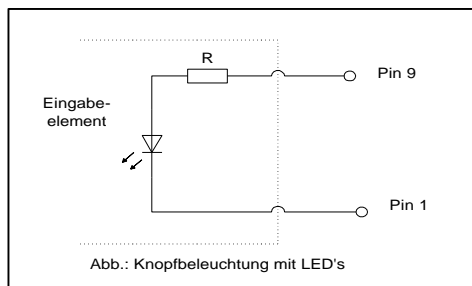 R
Pin 9
Eingabe-
element
Pin 1
Abb.: Knopfbeleuchtung mit LED's